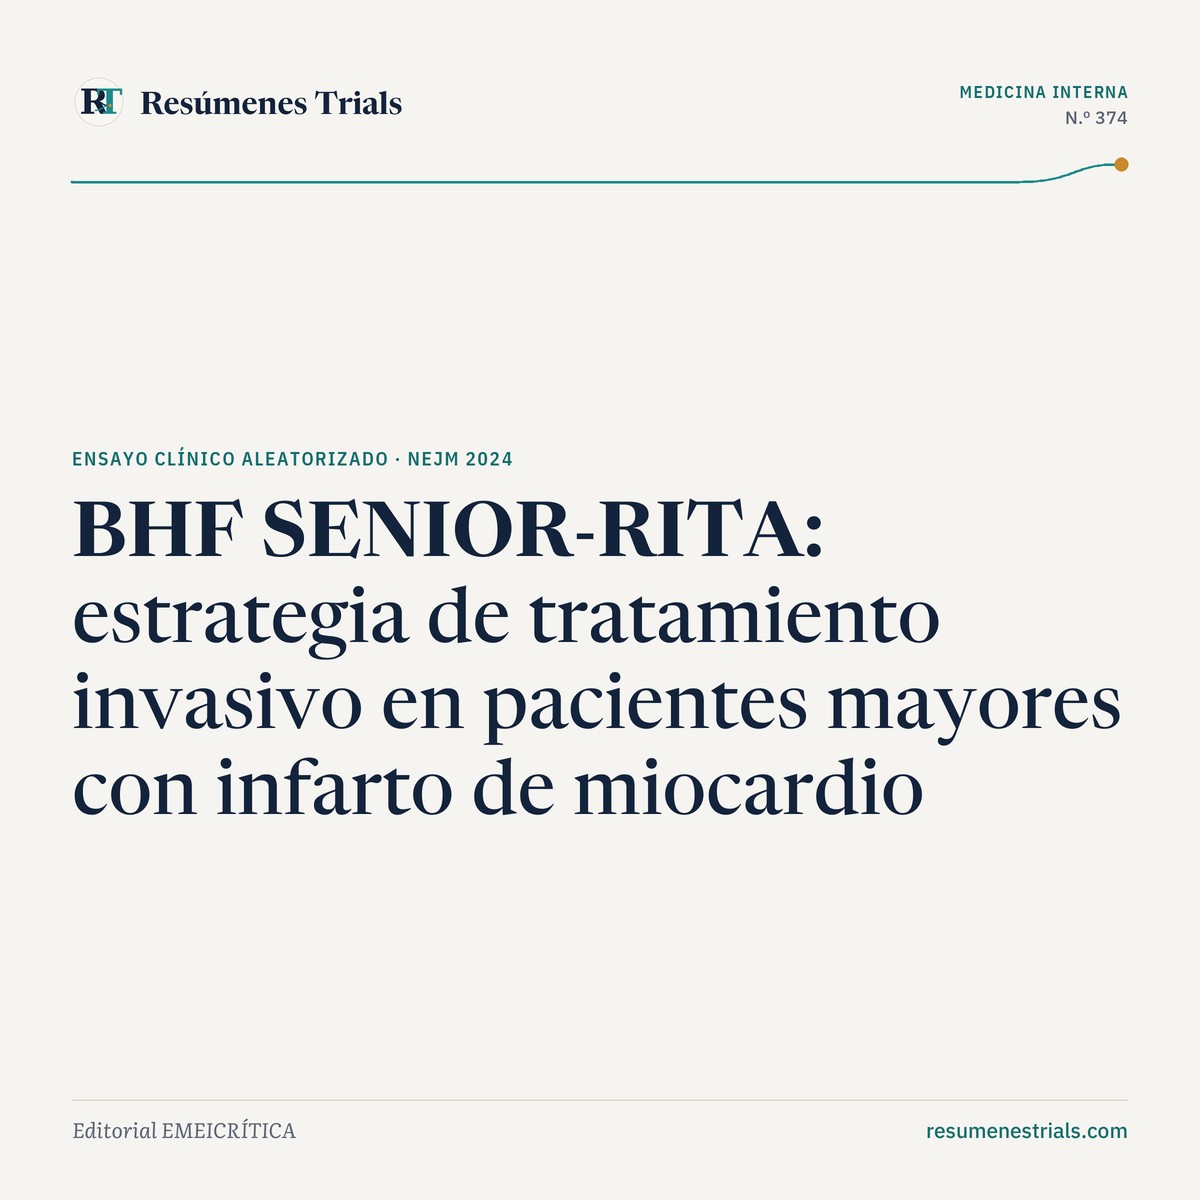 RT Resúmenes Trials
MEDICINA INTERNA
N.º 374
ENSAYO CLÍNICO ALEATORIZADO · NEJM 2024
BHF SENIOR-RITA:
estrategia de tratamiento
invasivo en pacientes mayores
con infarto de miocardio
Editorial EMEICRÍTICA
resumenestrials.com